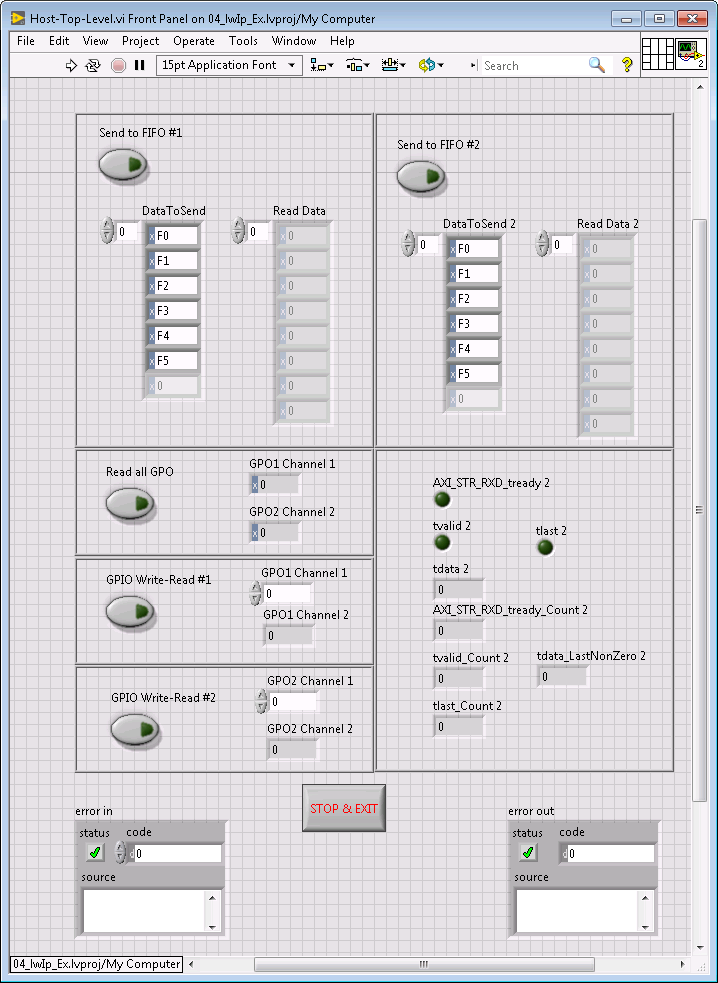 Host-Top-Level.vi Front Panel on 04_lwIp_Ex.lvproj/My Computer
File Edit View Project Operate Tools Window Help
15pt Application Font Search ? 2
Send to FIFO #1
DataToSend
0
x F0
x F1
x F2
x F3
x F4
x F5
x 0
Read Data
0
x 0
x 0
x 0
x 0
x 0
x 0
x 0
x 0
Send to FIFO #2
DataToSend 2
0
x F0
x F1
x F2
x F3
x F4
x F5
x 0
Read Data 2
0
x 0
x 0
x 0
x 0
x 0
x 0
x 0
x 0
Read all GPO
GPO1 Channel 1
x 0
GPO2 Channel 2
x 0
GPIO Write-Read #1
GPO1 Channel 1
0
GPO1 Channel 2
0
GPIO Write-Read #2
GPO2 Channel 1
0
GPO2 Channel 2
0
AXI_STR_RXD_tready 2
tvalid 2
tlast 2
tdata 2
0
AXI_STR_RXD_tready_Count 2
0
tvalid_Count 2
0
tdata_LastNonZero 2
0
tlast_Count 2
0
STOP & EXIT
error in
status code
d 0
source
error out
status code
d 0
source
04_lwIp_Ex.lvproj/My Computer